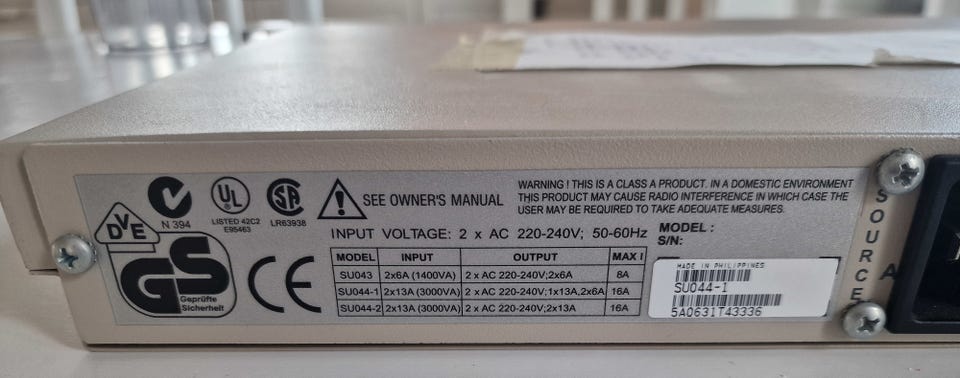 N 394
UL
LISTED 42C2
E95463
SA
LR63938
SEE OWNER'S MANUAL
WARNING ! THIS IS A CLASS A PRODUCT. IN A DOMESTIC ENVIRONMENT
THIS PRODUCT MAY CAUSE RADIO INTERFERENCE IN WHICH CASE THE
USER MAY BE REQUIRED TO TAKE ADEQUATE MEASURES.
DVE
GS
Geprüfte
Sicherheit
CE
INPUT VOLTAGE: 2 x AC 220-240V; 50-60Hz
MODEL INPUT OUTPUT MAX I
SU043 2x6A (1400VA) 2 x AC 220-240V;2x6A 8A
SU044-1 2x13A (3000VA) 2 x AC 220-240V;1x13A,2x6A 16A
SU044-2 2x13A (3000VA) 2 x AC 220-240V;2x13A 16A
MODEL :
S/N:
MADE IN PHILIPPINES
SU044-1
5A0631T43336
SOURCE
A